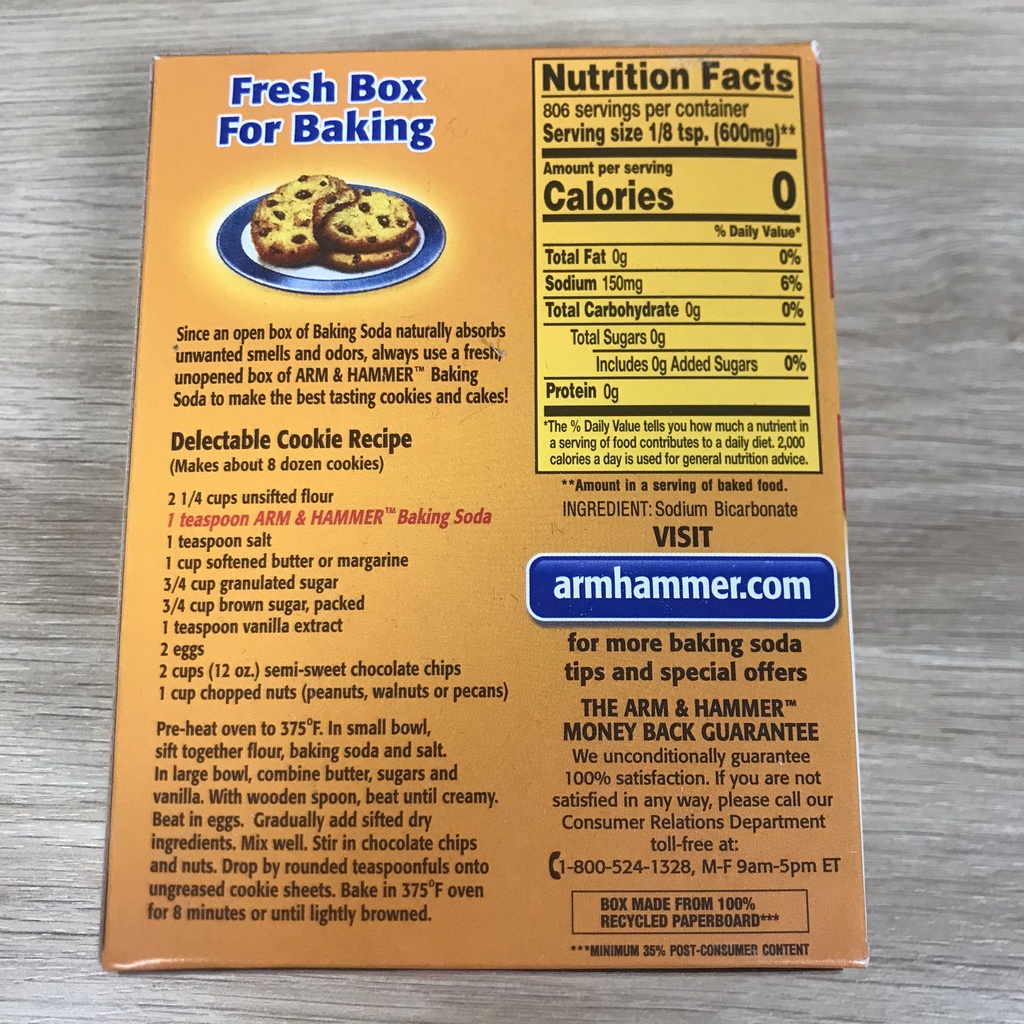 Fresh Box
For Baking
Since an open box of Baking Soda naturally absorbs
unwanted smells and odors, always use a fresh,
unopened box of ARM & HAMMER™ Baking
Soda to make the best tasting cookies and cakes!
Delectable Cookie Recipe
(Makes about 8 dozen cookies)
2 1/4 cups unsifted flour
1 teaspoon ARM & HAMMER™ Baking Soda
1 teaspoon salt
1 cup softened butter or margarine
3/4 cup granulated sugar
3/4 cup brown sugar, packed
1 teaspoon vanilla extract
2 eggs
2 cups (12 oz.) semi-sweet chocolate chips
1 cup chopped nuts (peanuts, walnuts or pecans)
Pre-heat oven to 375°F. In small bowl,
sift together flour, baking soda and salt.
In large bowl, combine butter, sugars and
vanilla. With wooden spoon, beat until creamy.
Beat in eggs. Gradually add sifted dry
ingredients. Mix well. Stir in chocolate chips
and nuts. Drop by rounded teaspoonfuls onto
ungreased cookie sheets. Bake in 375°F oven
for 8 minutes or until lightly browned.
Nutrition Facts
806 servings per container
Serving size 1/8 tsp. (600mg)**
Amount per serving
Calories 0
% Daily Value*
Total Fat 0g 0%
Sodium 150mg 6%
Total Carbohydrate 0g 0%
Total Sugars 0g
Includes 0g Added Sugars 0%
Protein 0g
*The % Daily Value tells you how much a nutrient in
a serving of food contributes to a daily diet. 2,000
calories a day is used for general nutrition advice.
**Amount in a serving of baked food.
INGREDIENT: Sodium Bicarbonate
VISIT
armhammer.com
for more baking soda
tips and special offers
THE ARM & HAMMER™
MONEY BACK GUARANTEE
We unconditionally guarantee
100% satisfaction. If you are not
satisfied in any way, please call our
Consumer Relations Department
toll-free at:
1-800-524-1328, M-F 9am-5pm ET
BOX MADE FROM 100%
RECYCLED PAPERBOARD***
***MINIMUM 35% POST-CONSUMER CONTENT